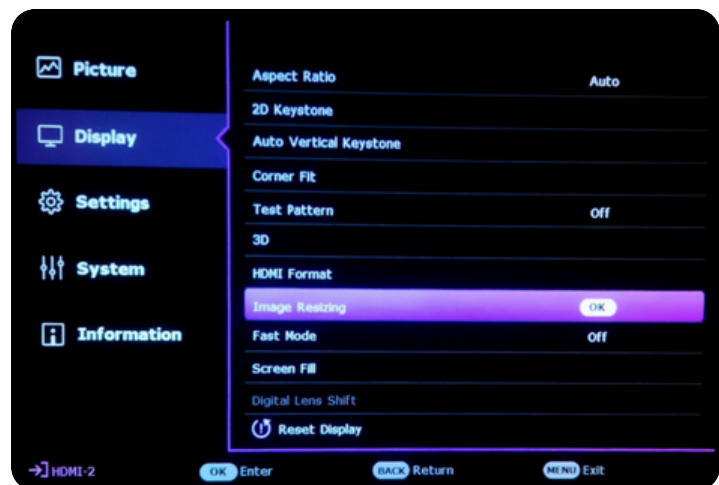 Picture
Display
Settings
System
Information
Aspect Ratio Auto
2D Keystone
Auto Vertical Keystone
Corner Fit
Test Pattern Off
3D
HDMI Format
Image Resizing OK
Fast Mode Off
Screen Fill
Digital Lens Shift
Reset Display
HDMI-2 OK Enter BACK Return MENU Exit